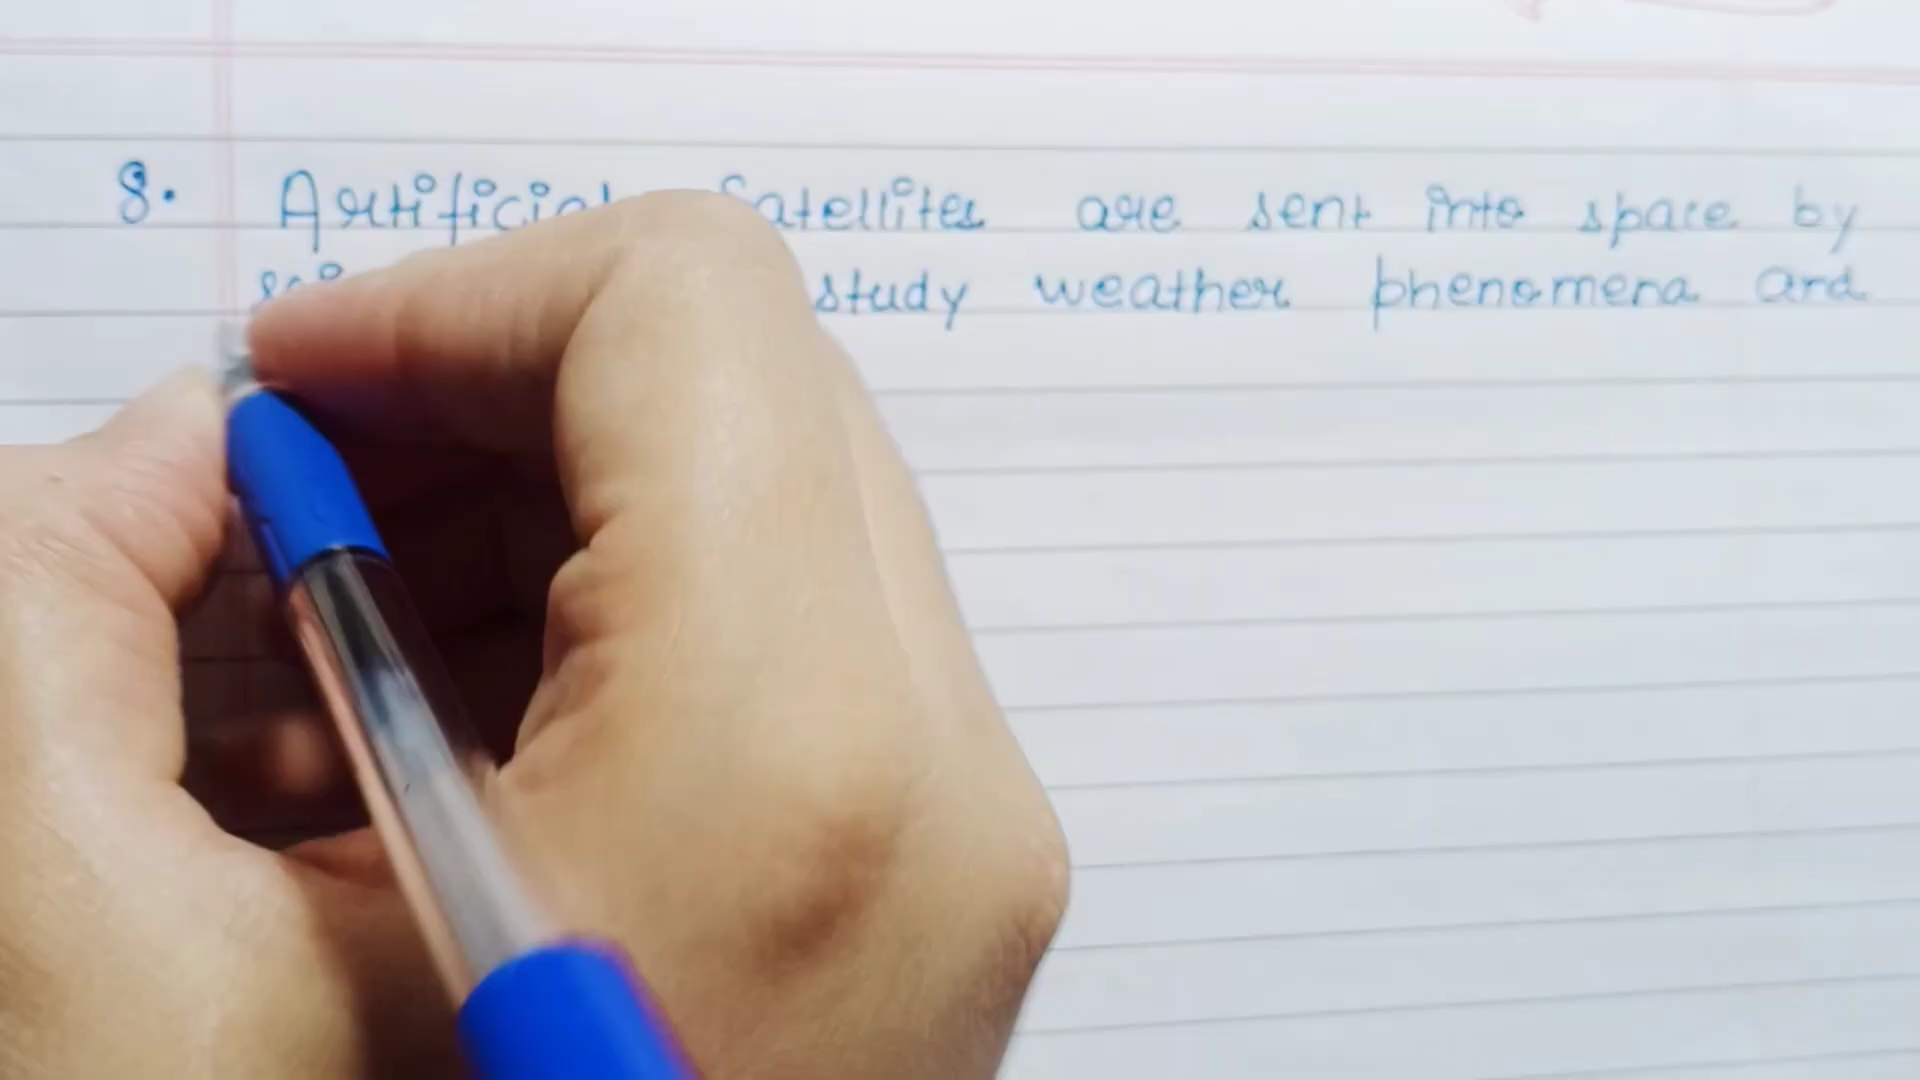 8. Artificial Satellites are sent into space by
study weather phenomena and